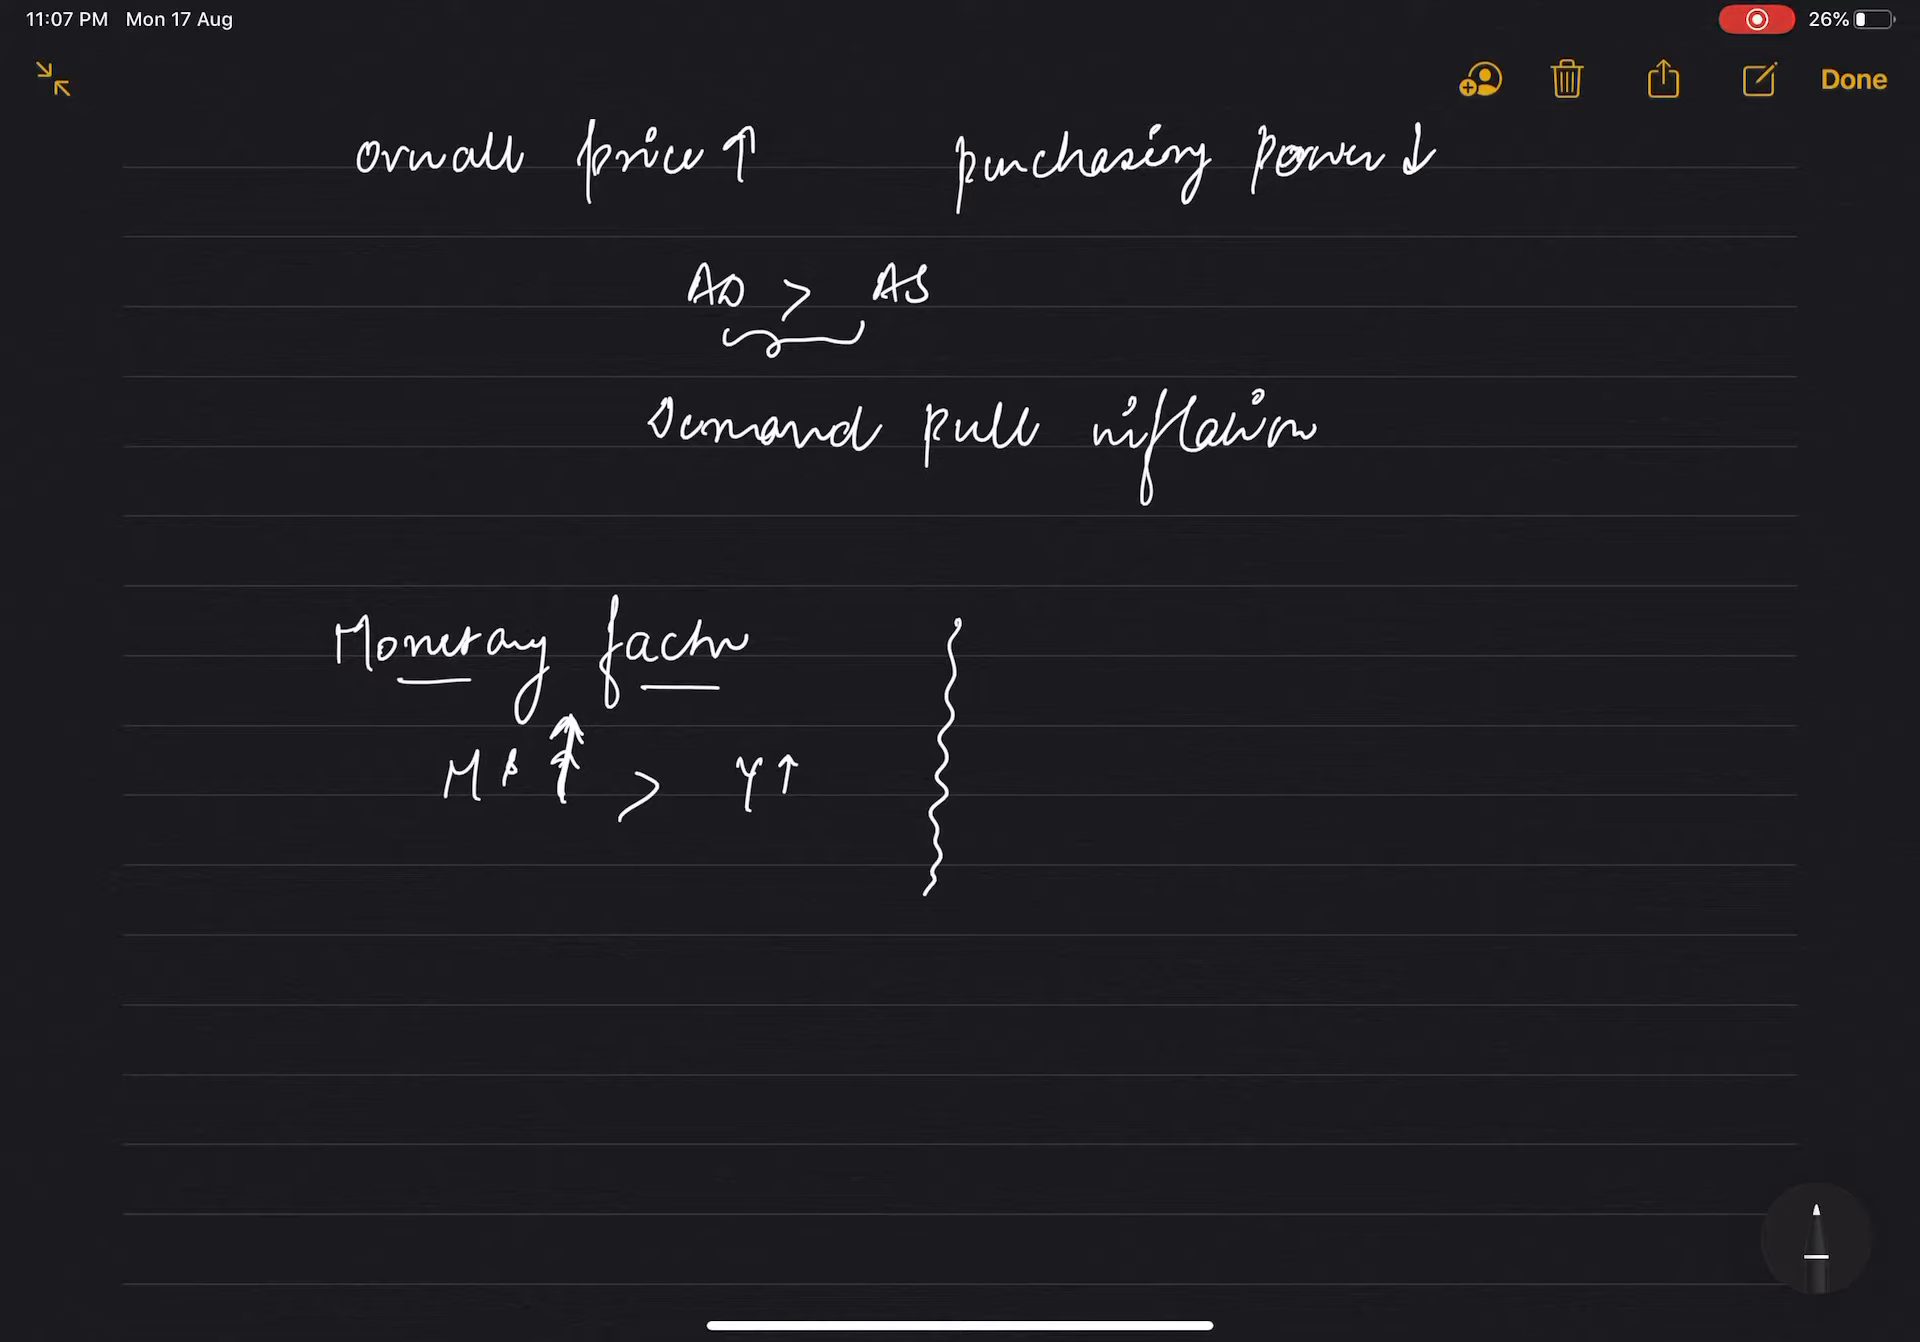 11:07 PM Mon 17 Aug 26%
Done
overall price ↑ purchasing power ↓
AD > AS
Demand pull inflation
Monetary factor
M s ↑ > Y ↑